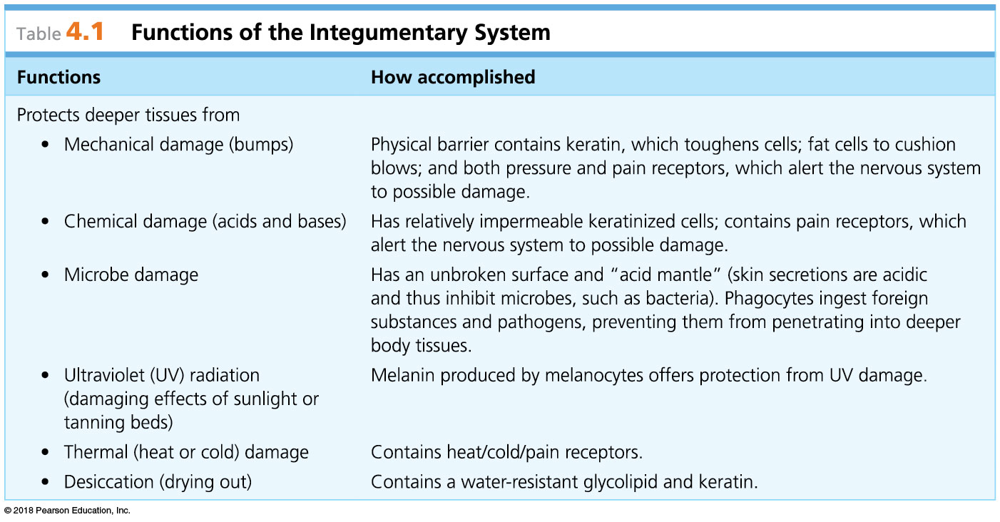 Table 4.1 Functions of the Integumentary System
Functions How accomplished
Protects deeper tissues from
• Mechanical damage (bumps) Physical barrier contains keratin, which toughens cells; fat cells to cushion
blows; and both pressure and pain receptors, which alert the nervous system
to possible damage.
• Chemical damage (acids and bases) Has relatively impermeable keratinized cells; contains pain receptors, which
alert the nervous system to possible damage.
• Microbe damage Has an unbroken surface and “acid mantle” (skin secretions are acidic
and thus inhibit microbes, such as bacteria). Phagocytes ingest foreign
substances and pathogens, preventing them from penetrating into deeper
body tissues.
• Ultraviolet (UV) radiation Melanin produced by melanocytes offers protection from UV damage.
(damaging effects of sunlight or
tanning beds)
• Thermal (heat or cold) damage Contains heat/cold/pain receptors.
• Desiccation (drying out) Contains a water-resistant glycolipid and keratin.
© 2018 Pearson Education, Inc.